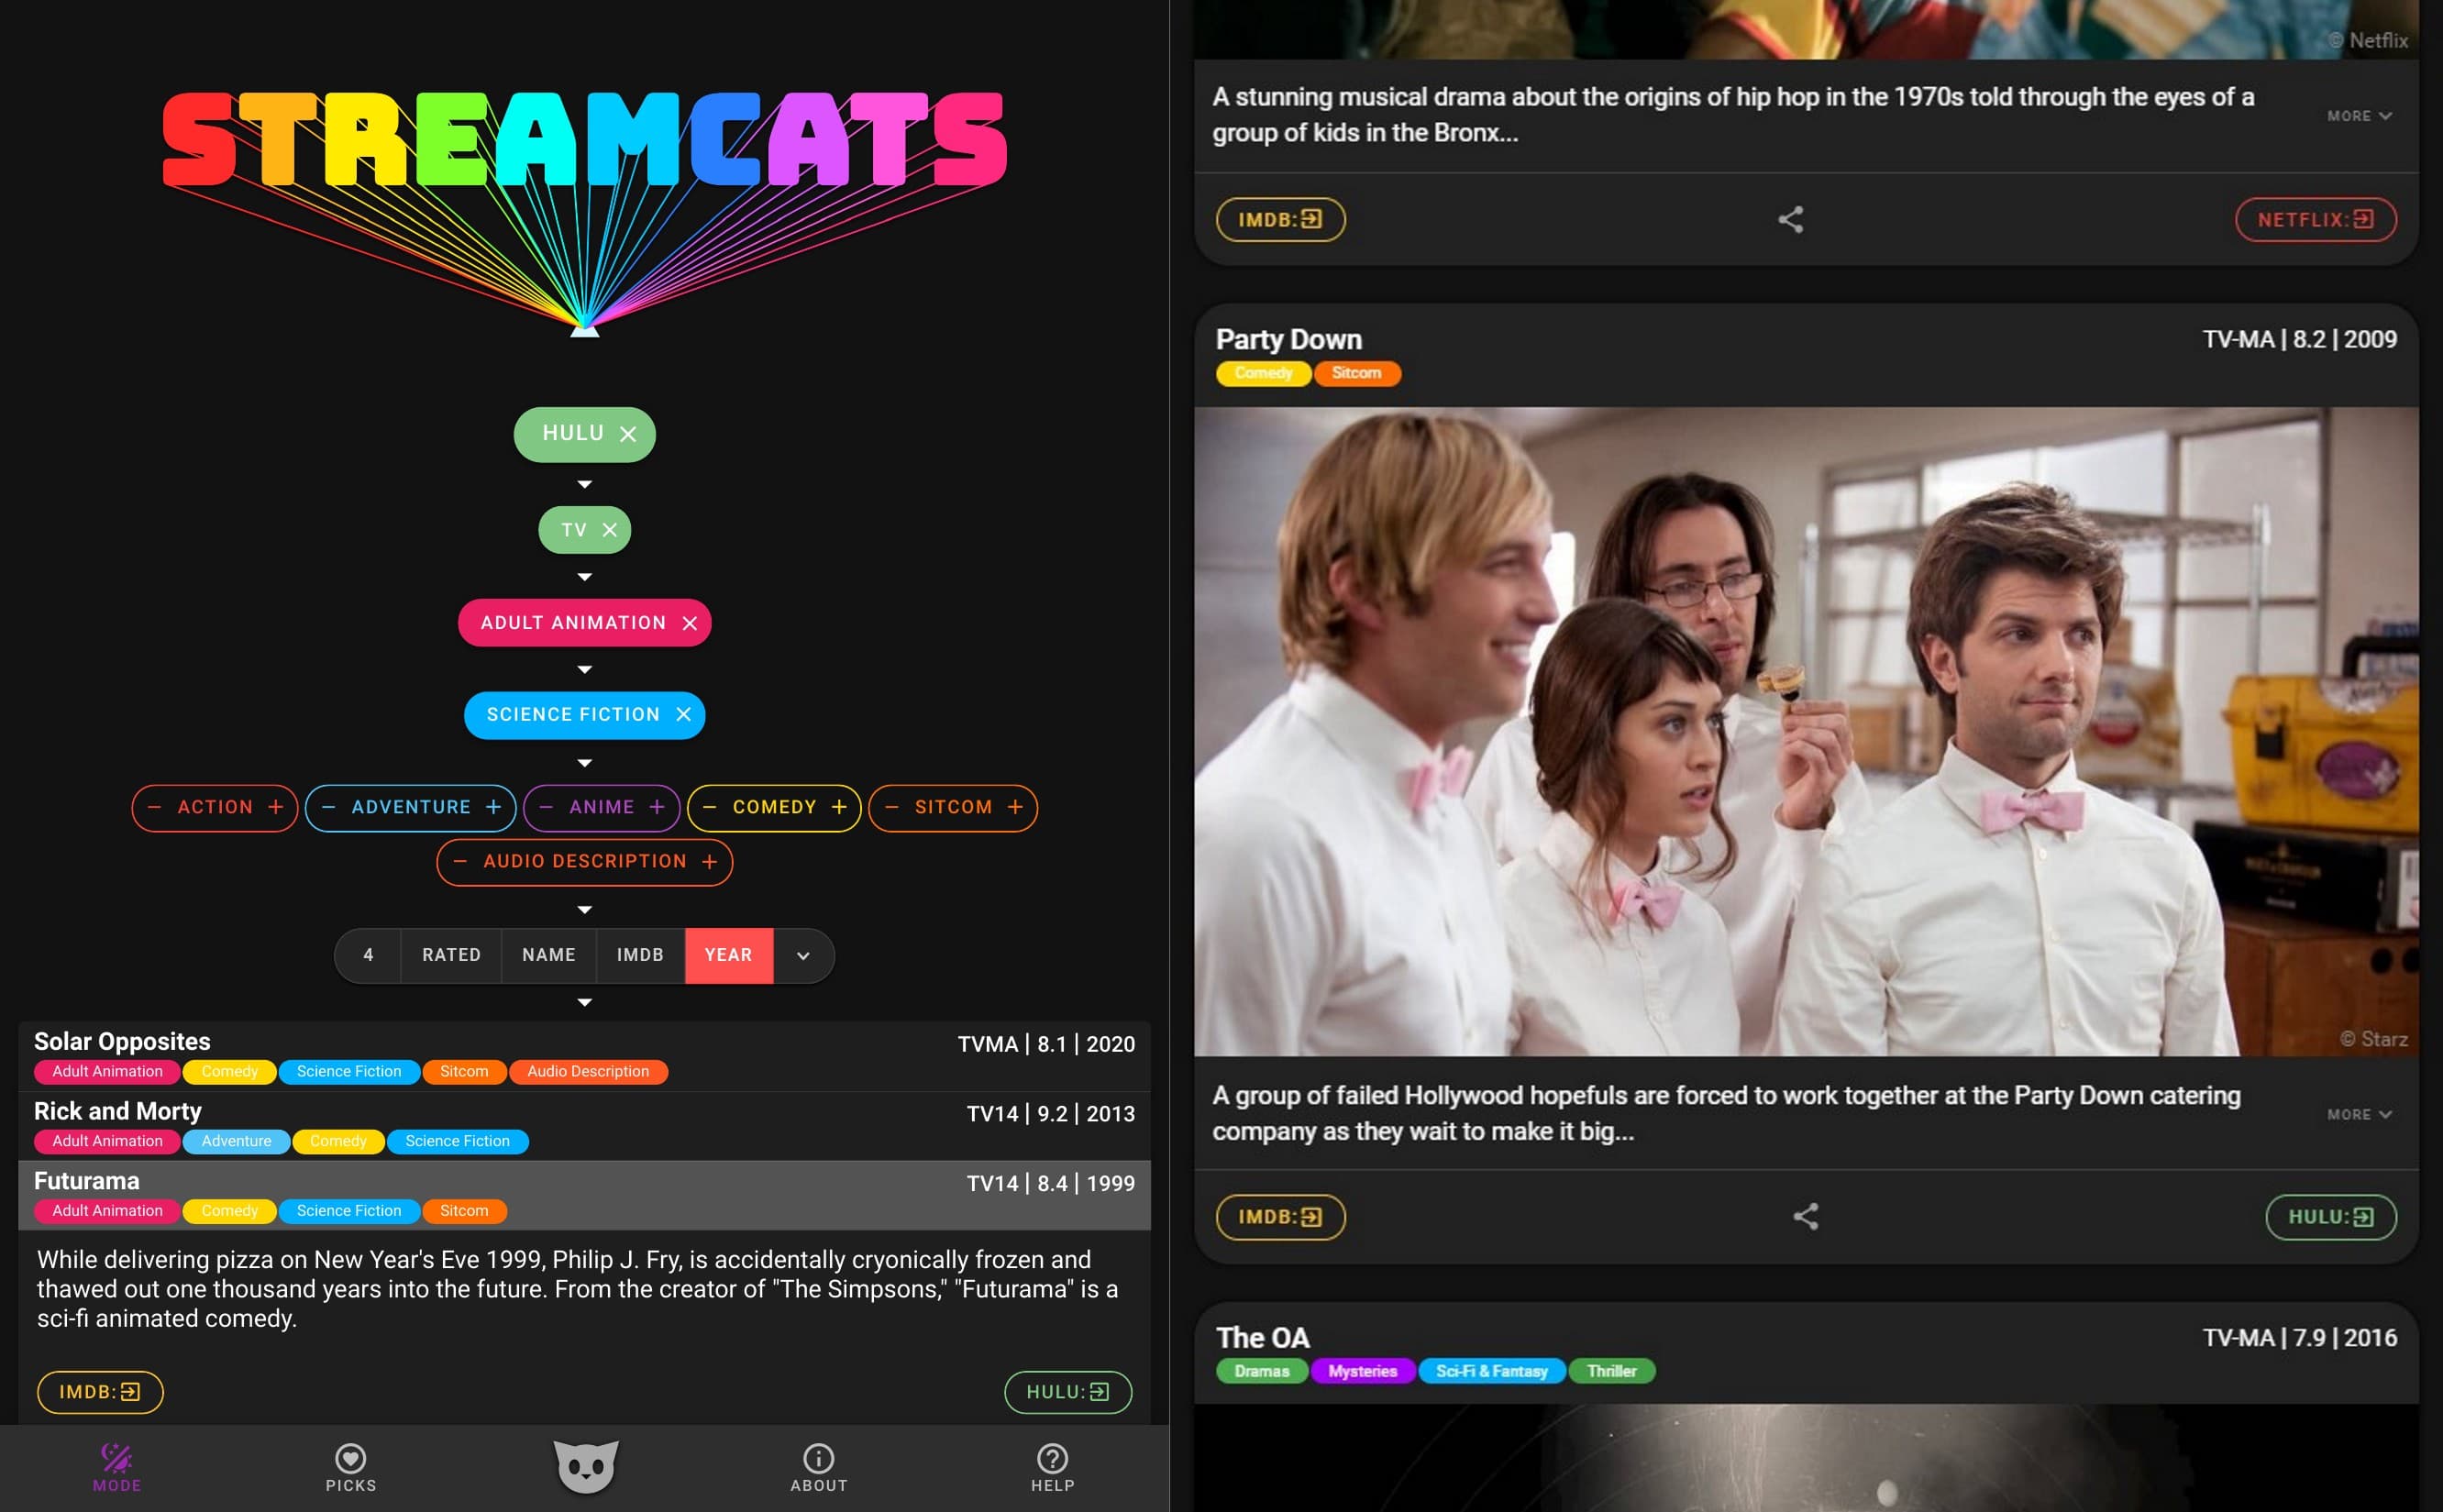 STREAMCATS
HULU ×
TV ×
ADULT ANIMATION ×
SCIENCE FICTION ×
− ACTION + − ADVENTURE + − ANIME + − COMEDY + − SITCOM +
− AUDIO DESCRIPTION +
4 RATED NAME IMDB YEAR
Solar Opposites TVMA | 8.1 | 2020
Adult Animation Comedy Science Fiction Sitcom Audio Description
Rick and Morty TV14 | 9.2 | 2013
Adult Animation Adventure Comedy Science Fiction
Futurama TV14 | 8.4 | 1999
Adult Animation Comedy Science Fiction Sitcom
While delivering pizza on New Year's Eve 1999, Philip J. Fry, is accidentally cryonically frozen and
thawed out one thousand years into the future. From the creator of "The Simpsons," "Futurama" is a
sci-fi animated comedy.
IMDB: HULU:
MODE PICKS ABOUT HELP
© Netflix
A stunning musical drama about the origins of hip hop in the 1970s told through the eyes of a
group of kids in the Bronx...
MORE
IMDB: NETFLIX:
Party Down TV-MA | 8.2 | 2009
Comedy Sitcom
© Starz
A group of failed Hollywood hopefuls are forced to work together at the Party Down catering
company as they wait to make it big...
MORE
IMDB: HULU:
The OA TV-MA | 7.9 | 2016
Dramas Mysteries Sci-Fi & Fantasy Thriller